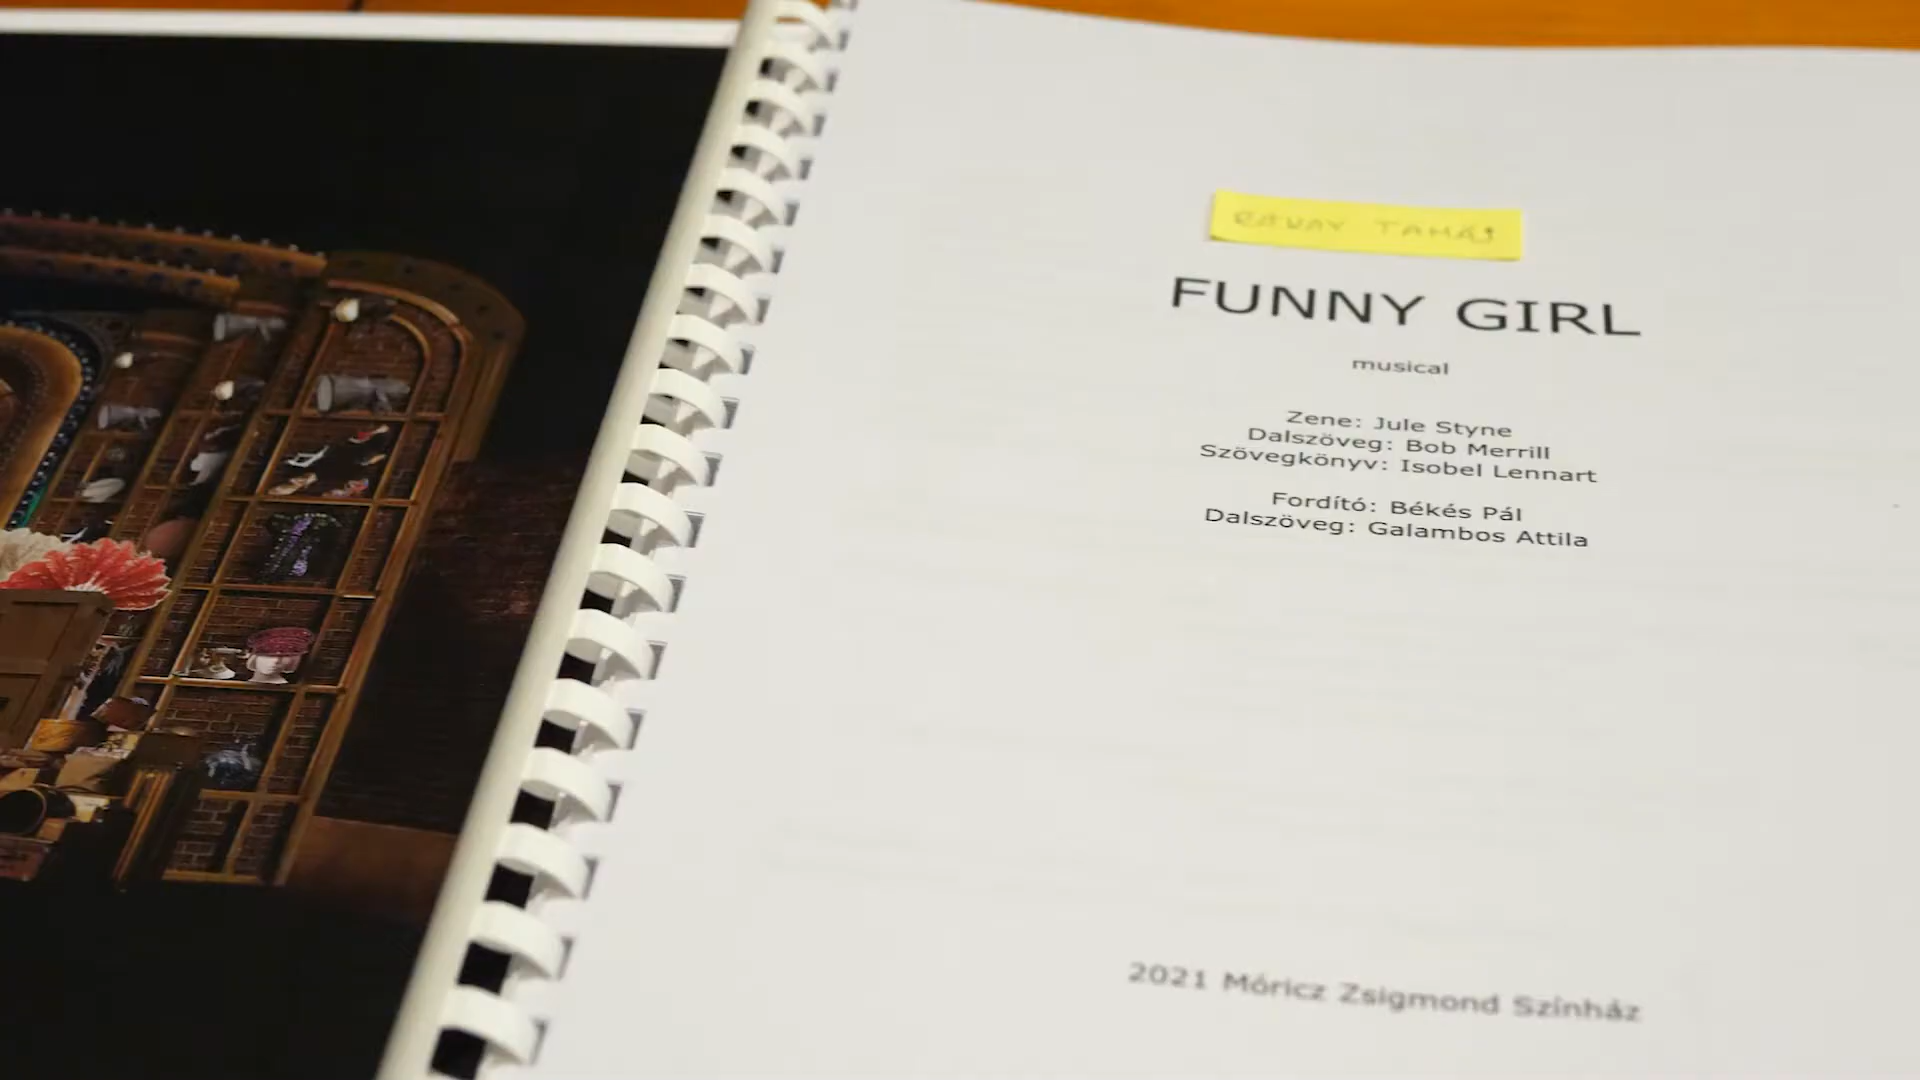 TAMÁS
FUNNY GIRL
musical
Zene: Jule Styne
Dalszöveg: Bob Merrill
Szövegkönyv: Isobel Lennart
Fordító: Békés Pál
Dalszöveg: Galambos Attila
2021 Móricz Zsigmond Színház